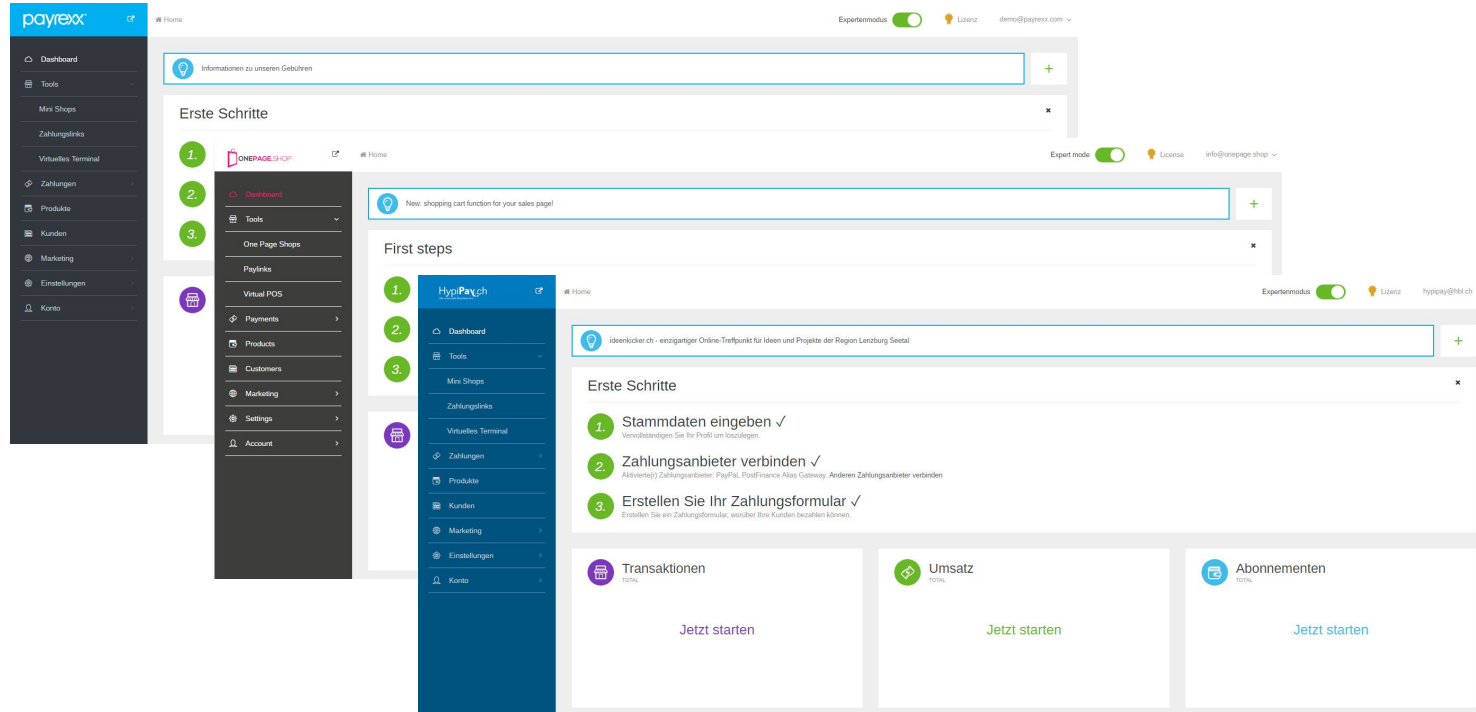 payrexx
Home
Expertenmodus
Lizenz
demo@payrexx.com
Dashboard
Tools
Mini Shops
Zahlungslinks
Virtuelles Terminal
Zahlungen
Produkte
Kunden
Marketing
Einstellungen
Konto
Informationen zu unseren Gebühren
+
Erste Schritte
1.
2.
3.
ONEPAGE.SHOP
Home
Expert mode
License
info@onepage.shop
Dashboard
Tools
One Page Shops
Paylinks
Virtual POS
Payments
Products
Customers
Marketing
Settings
Account
New: shopping cart function for your sales page!
+
First steps
1.
2.
3.
HypiPay.ch
Home
Expertenmodus
Lizenz
hypipay@hbl.ch
Dashboard
Tools
Mini Shops
Zahlungslinks
Virtuelles Terminal
Zahlungen
Produkte
Kunden
Marketing
Einstellungen
Konto
ideenkicker.ch - einzigartiger Online-Treffpunkt für Ideen und Projekte der Region Lenzburg Seetal
+
Erste Schritte
1. Stammdaten eingeben ✓
Vervollständigen Sie Ihr Profil um loszulegen.
2. Zahlungsanbieter verbinden ✓
Aktivierte(r) Zahlungsanbieter: PayPal, PostFinance Alias Gateway. Anderen Zahlungsanbieter verbinden
3. Erstellen Sie Ihr Zahlungsformular ✓
Erstellen Sie ein Zahlungsformular, worüber Ihre Kunden bezahlen können.
Transaktionen
TOTAL
Jetzt starten
Umsatz
TOTAL
Jetzt starten
Abonnementen
TOTAL
Jetzt starten